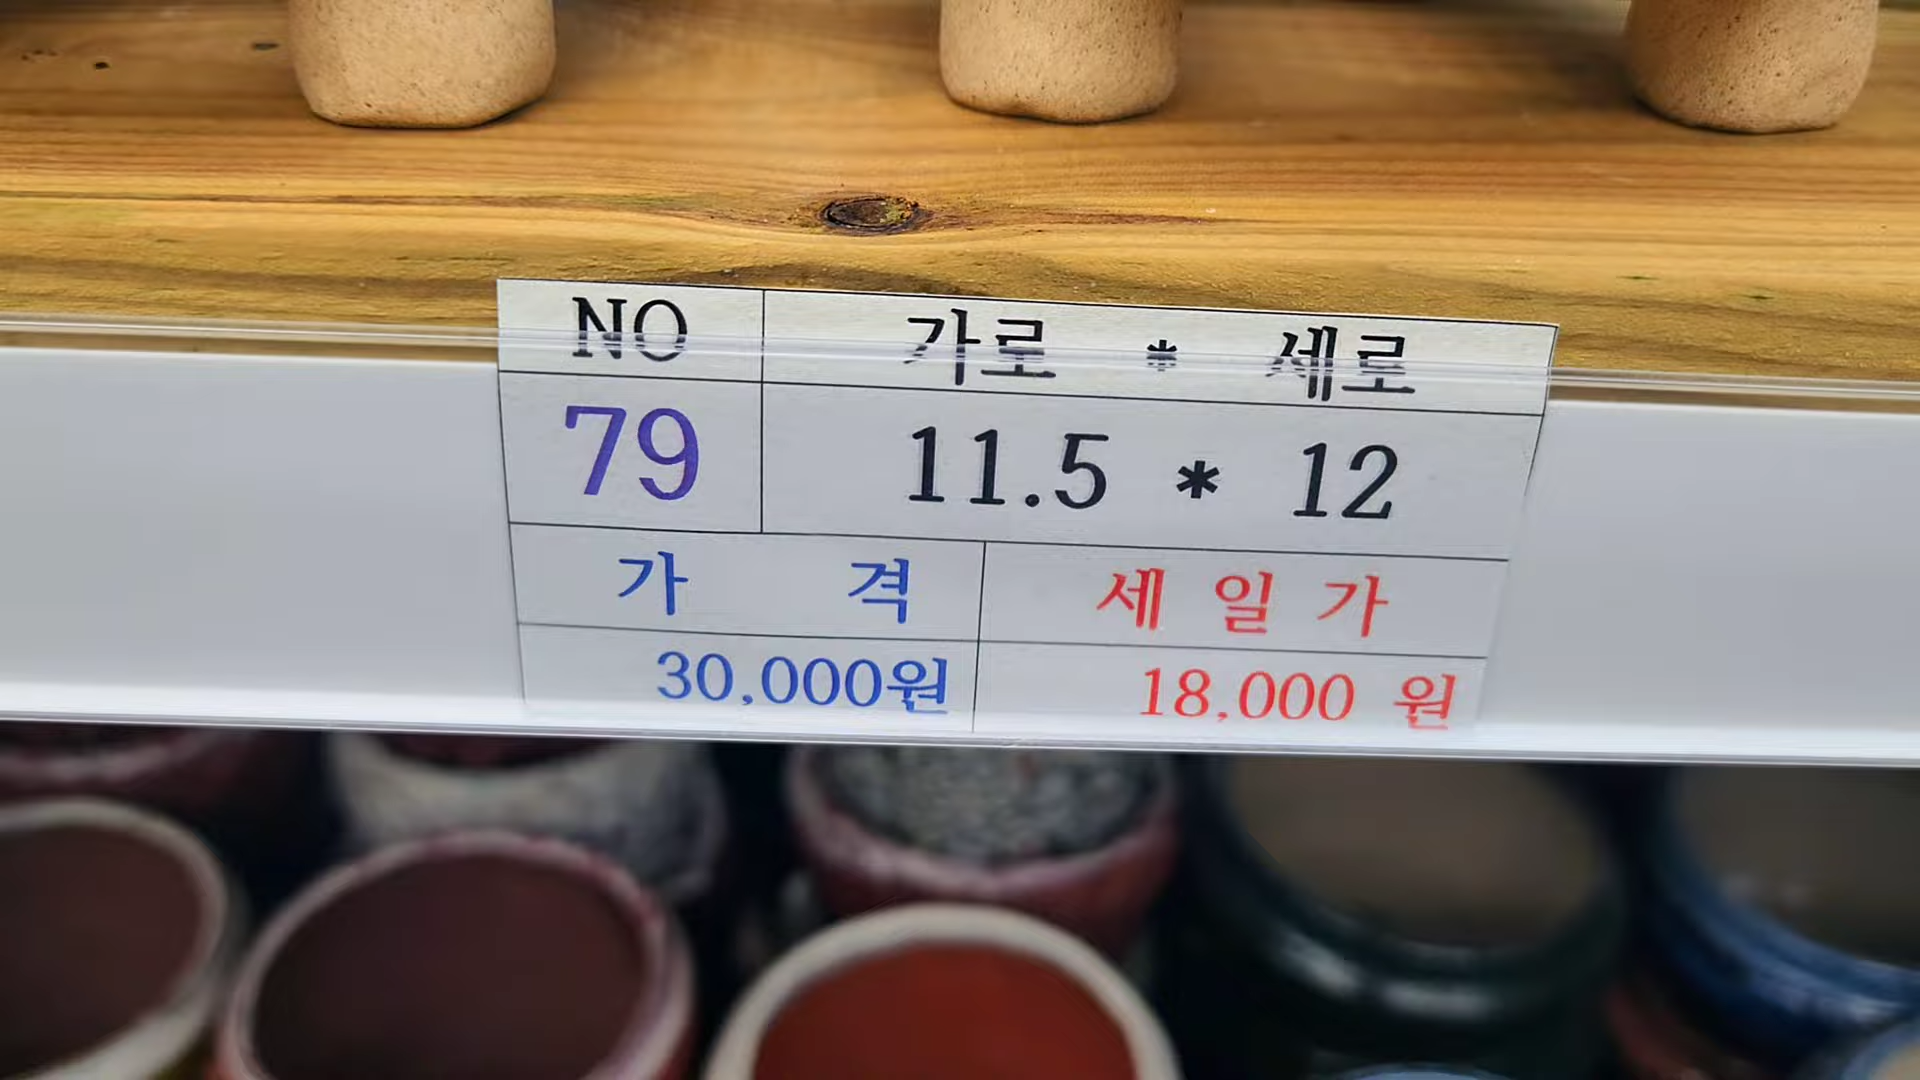 NO 가로 * 세로
79 11.5 * 12
가 격 세 일 가
30,000원 18,000 원